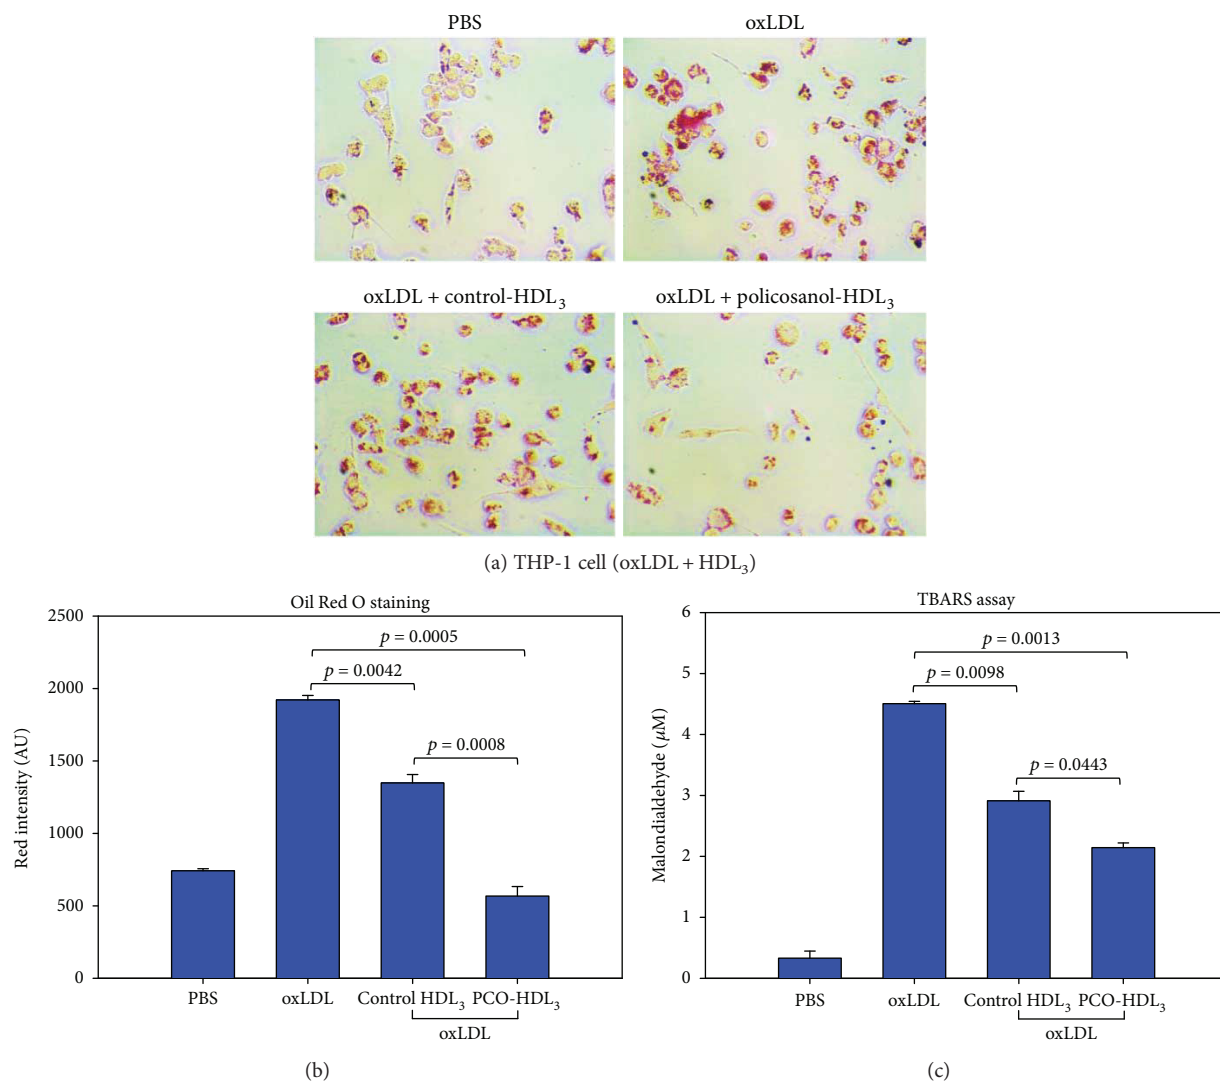 PBS
oxLDL
oxLDL + control-HDL₃
oxLDL + policosanol-HDL₃
(a) THP-1 cell (oxLDL + HDL₃)
Oil Red O staining
Red intensity (AU)
2500
2000
1500
1000
500
0
p = 0.0005
p = 0.0042
p = 0.0008
PBS
oxLDL
Control HDL₃
PCO-HDL₃
oxLDL
(b)
TBARS assay
Malondialdehyde (μM)
6
5
4
3
2
1
0
p = 0.0013
p = 0.0098
p = 0.0443
PBS
oxLDL
Control HDL₃
PCO-HDL₃
oxLDL
(c)